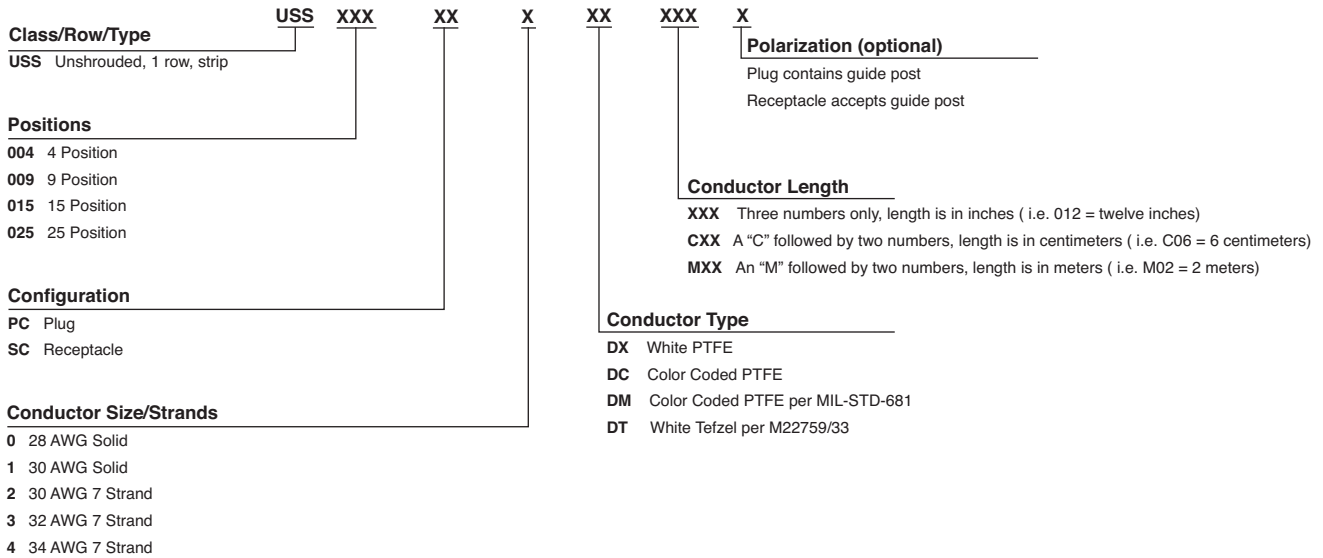 USS XXX XX X XX XXX X
Class/Row/Type
USS Unshrouded, 1 row, strip
Positions
004 4 Position
009 9 Position
015 15 Position
025 25 Position
Configuration
PC Plug
SC Receptacle
Conductor Size/Strands
0 28 AWG Solid
1 30 AWG Solid
2 30 AWG 7 Strand
3 32 AWG 7 Strand
4 34 AWG 7 Strand
Polarization (optional)
Plug contains guide post
Receptacle accepts guide post
Conductor Length
XXX Three numbers only, length is in inches ( i.e. 012 = twelve inches)
CXX A “C” followed by two numbers, length is in centimeters ( i.e. C06 = 6 centimeters)
MXX An “M” followed by two numbers, length is in meters ( i.e. M02 = 2 meters)
Conductor Type
DX White PTFE
DC Color Coded PTFE
DM Color Coded PTFE per MIL-STD-681
DT White Tefzel per M22759/33